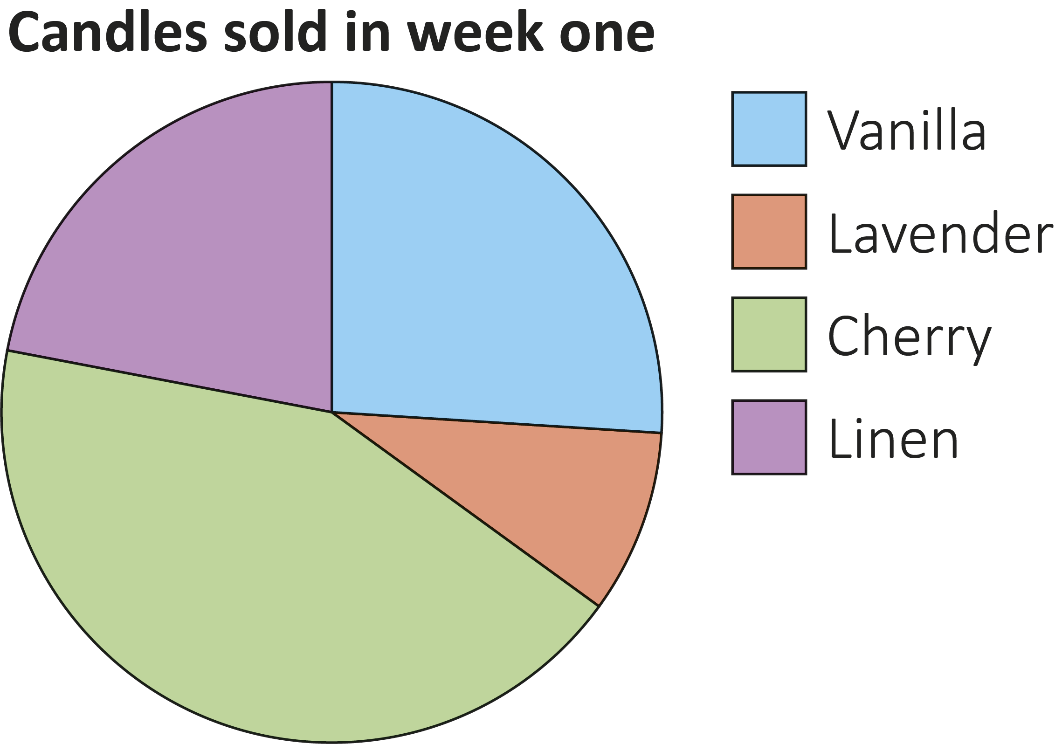 Candles sold in week one
Vanilla
Lavender
Cherry
Linen